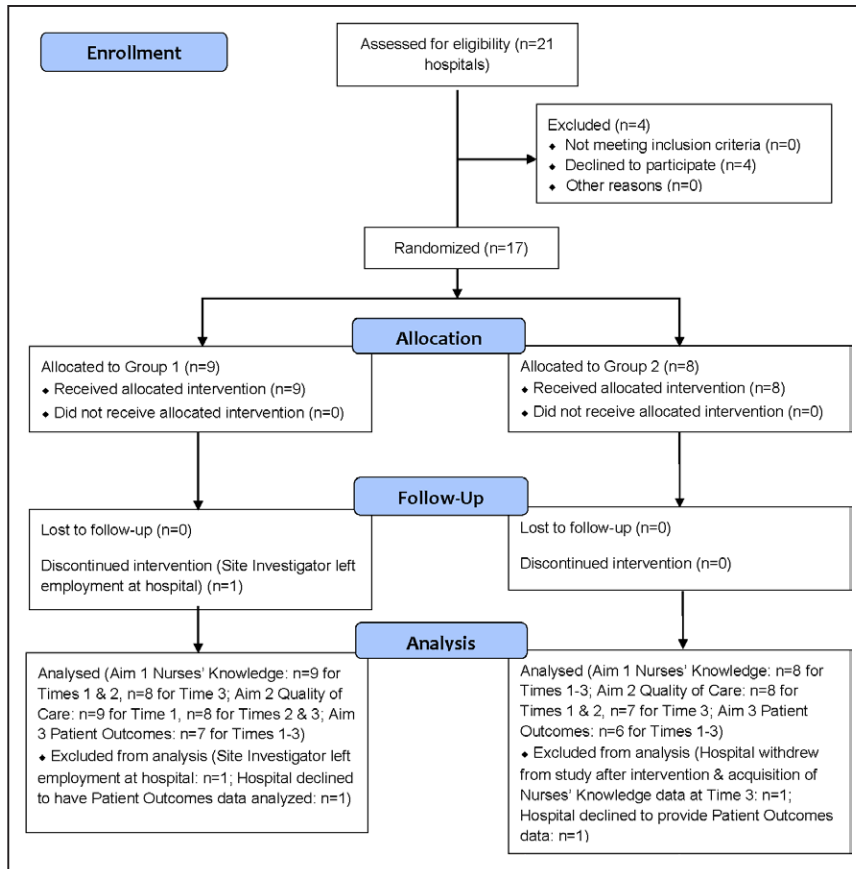 Enrollment
Assessed for eligibility (n=21
hospitals)
Excluded (n=4)
◆ Not meeting inclusion criteria (n=0)
◆ Declined to participate (n=4)
◆ Other reasons (n=0)
Randomized (n=17)
Allocation
Allocated to Group 1 (n=9)
◆ Received allocated intervention (n=9)
◆ Did not receive allocated intervention (n=0)
Allocated to Group 2 (n=8)
◆ Received allocated intervention (n=8)
◆ Did not receive allocated intervention (n=0)
Follow-Up
Lost to follow-up (n=0)
Discontinued intervention (Site Investigator left
employment at hospital) (n=1)
Lost to follow-up (n=0)
Discontinued intervention (n=0)
Analysis
Analysed (Aim 1 Nurses' Knowledge: n=9 for
Times 1 & 2, n=8 for Time 3; Aim 2 Quality of
Care: n=9 for Time 1, n=8 for Times 2 & 3; Aim
3 Patient Outcomes: n=7 for Times 1-3)
◆ Excluded from analysis (Site Investigator left
employment at hospital: n=1; Hospital declined
to have Patient Outcomes data analyzed: n=1)
Analysed (Aim 1 Nurses' Knowledge: n=8 for
Times 1-3; Aim 2 Quality of Care: n=8 for
Times 1 & 2, n=7 for Time 3; Aim 3 Patient
Outcomes: n=6 for Times 1-3)
◆ Excluded from analysis (Hospital withdrew
from study after intervention & acquisition of
Nurses' Knowledge data at Time 3: n=1;
Hospital declined to provide Patient Outcomes
data: n=1)